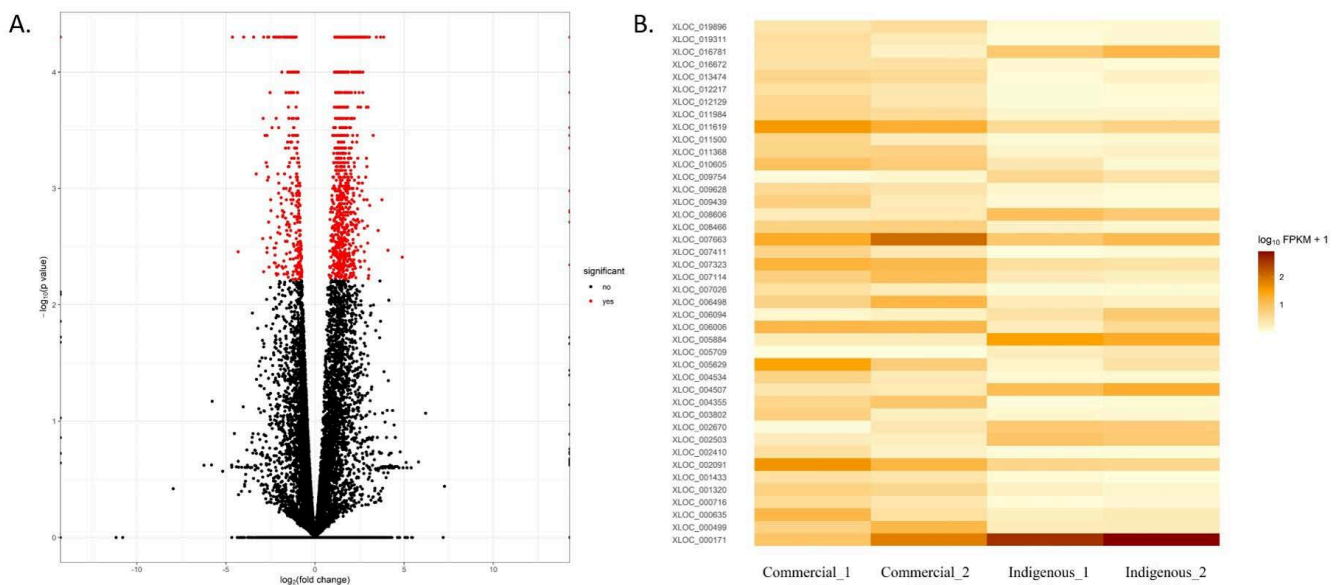 A.
4
3
2
1
0
-log10(p value)
-10
-5
0
5
10
log2(fold change)
significant
no
yes
B.
XLOC_019896
XLOC_019311
XLOC_016781
XLOC_016672
XLOC_013474
XLOC_012217
XLOC_012129
XLOC_011984
XLOC_011619
XLOC_011500
XLOC_011368
XLOC_010605
XLOC_009754
XLOC_009628
XLOC_009439
XLOC_008606
XLOC_008466
XLOC_007663
XLOC_007411
XLOC_007323
XLOC_007114
XLOC_007026
XLOC_006498
XLOC_006094
XLOC_006006
XLOC_005884
XLOC_005709
XLOC_005629
XLOC_004534
XLOC_004507
XLOC_004355
XLOC_003802
XLOC_002670
XLOC_002503
XLOC_002410
XLOC_002091
XLOC_001433
XLOC_001320
XLOC_000716
XLOC_000635
XLOC_000499
XLOC_000171
Commercial_1 Commercial_2 Indigenous_1 Indigenous_2
log10 FPKM + 1
2
1